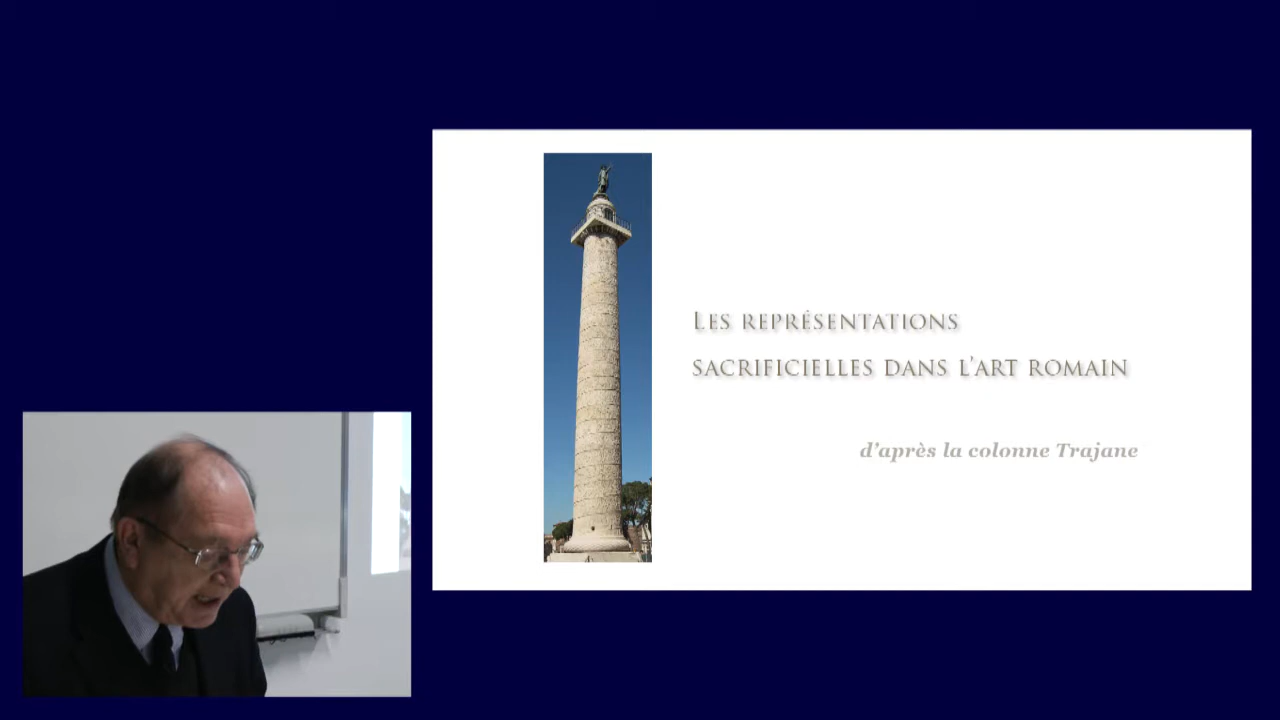 Les représentations
sacrificielles dans l'art romain
d'après la colonne Trajane